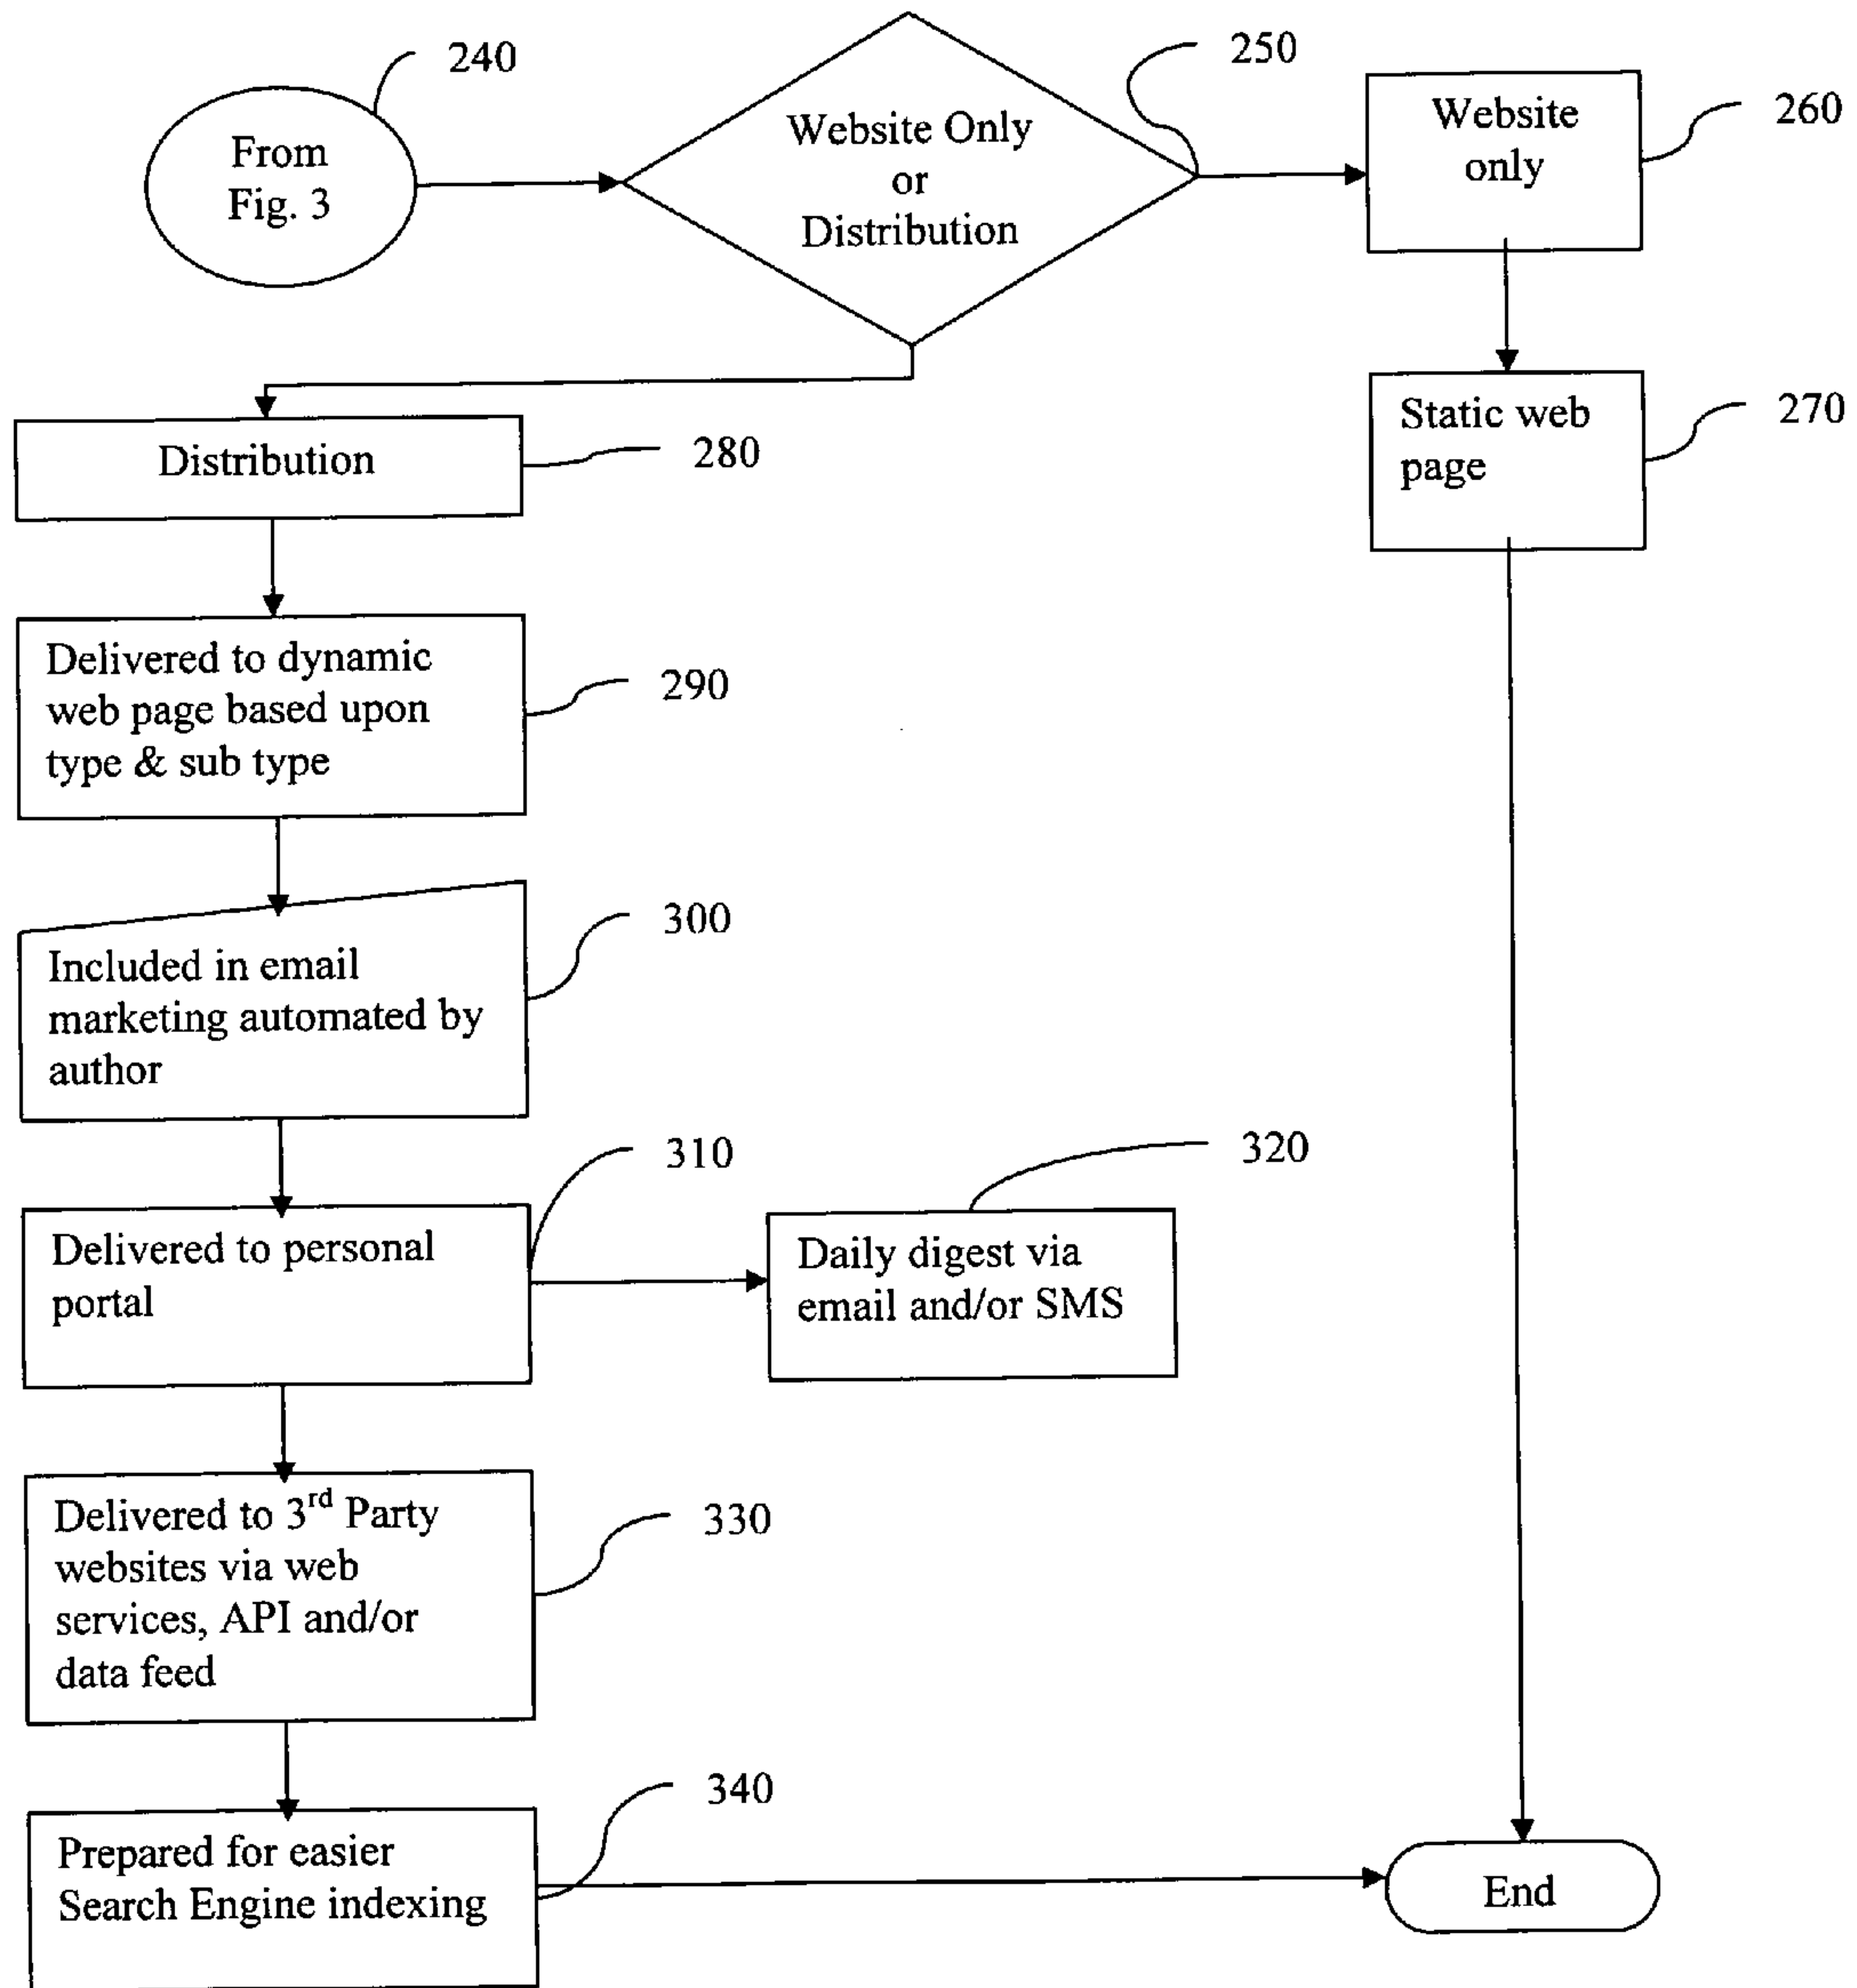 240
From
Fig. 3
Website Only
or
Distribution
250
Website
only
260
Static web
page
270
Distribution
280
Delivered to dynamic
web page based upon
type & sub type
290
Included in email
marketing automated by
author
300
Delivered to personal
portal
310
Daily digest via
email and/or SMS
320
Delivered to 3rd Party
websites via web
services, API and/or
data feed
330
Prepared for easier
Search Engine indexing
340
End